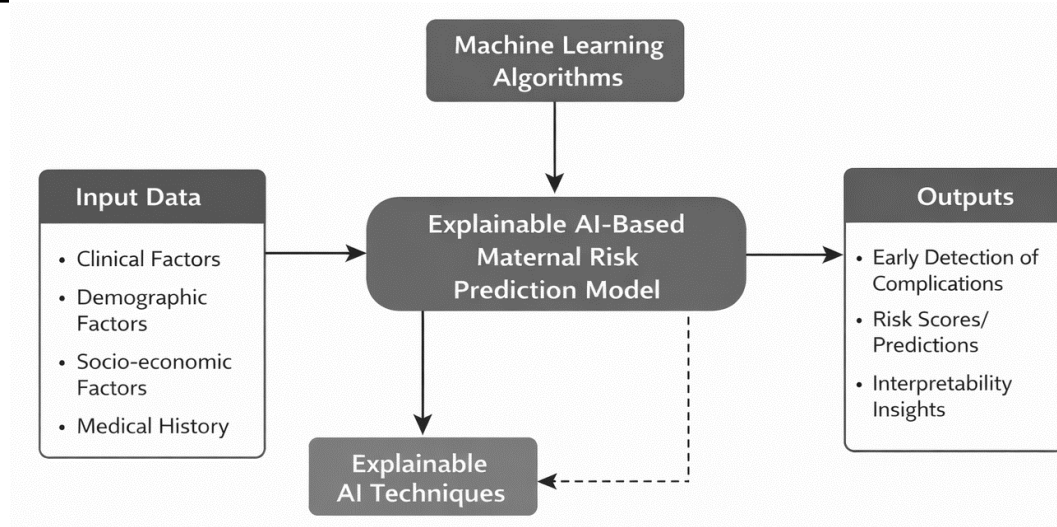 Machine Learning
Algorithms
Input Data
• Clinical Factors
• Demographic
Factors
• Socio-economic
Factors
• Medical History
Explainable AI-Based
Maternal Risk
Prediction Model
Outputs
• Early Detection of
Complications
• Risk Scores/
Predictions
• Interpretability
Insights
Explainable
AI Techniques